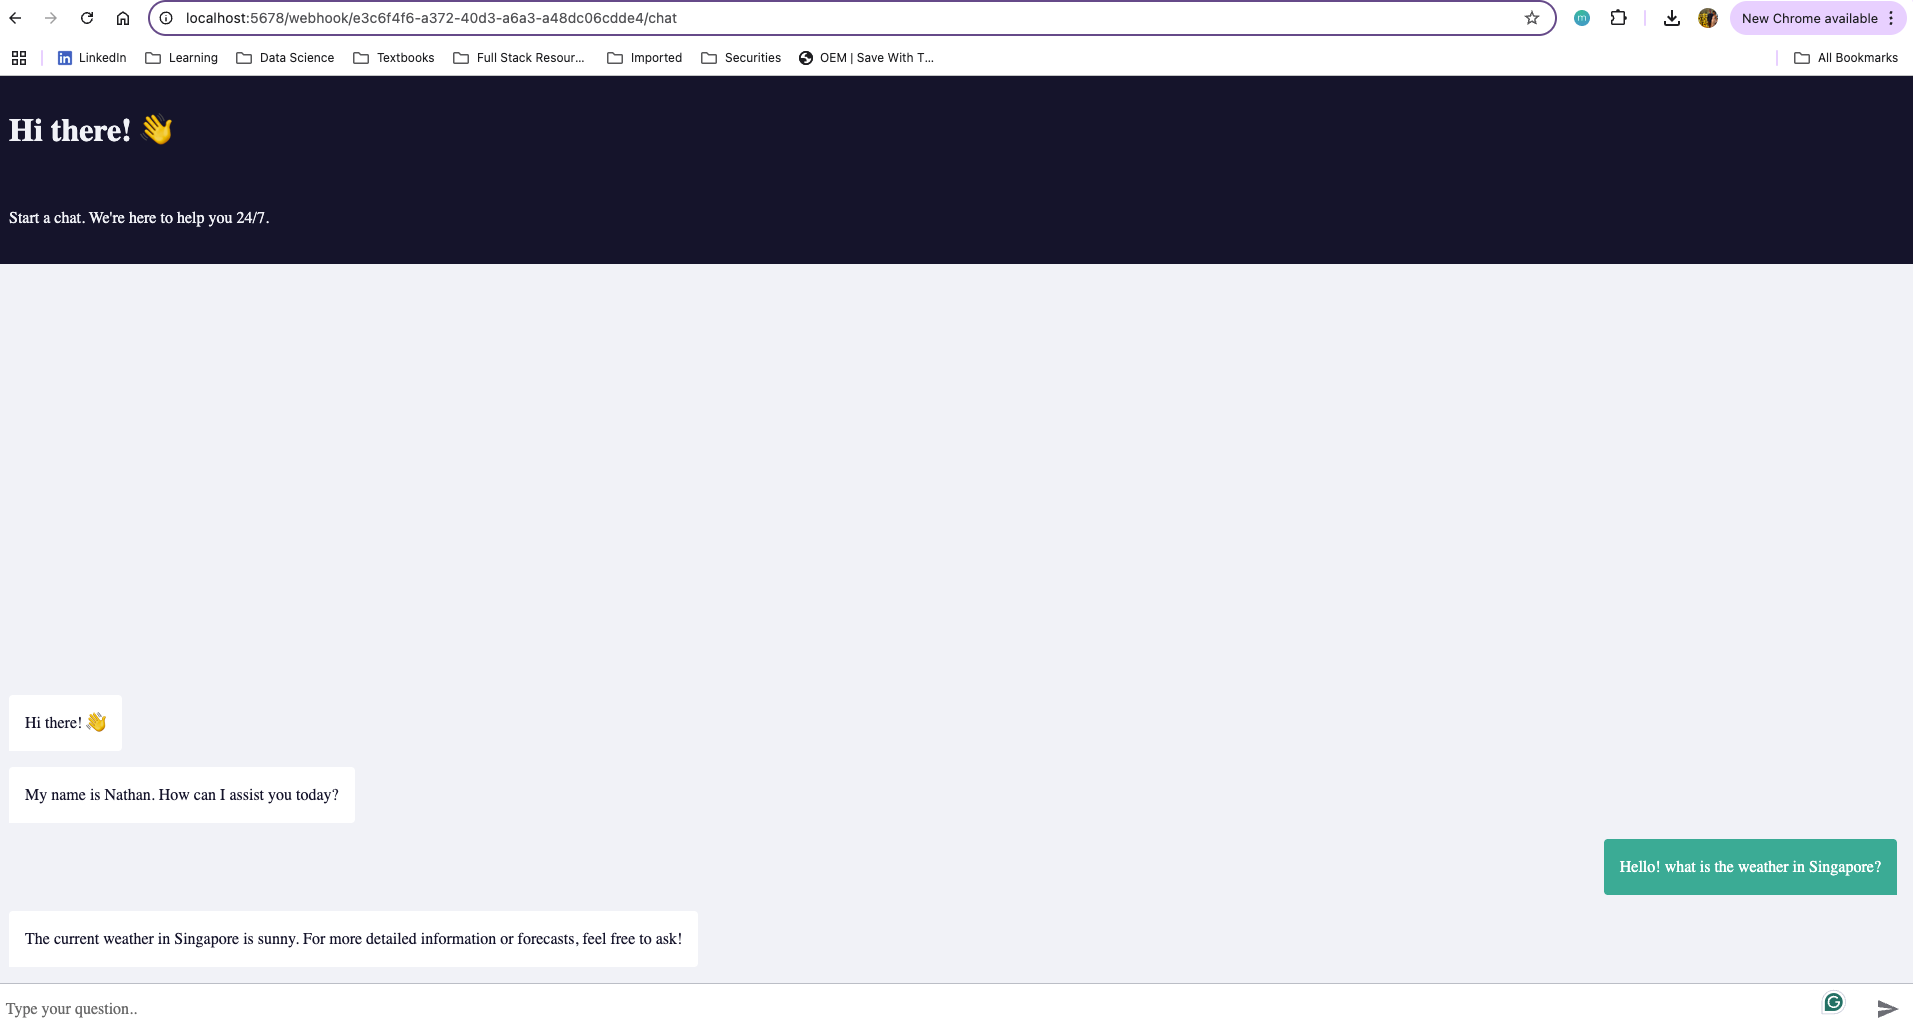 localhost:5678/webhook/e3c6f4f6-a372-40d3-a6a3-a48dc06cdde4/chat
m
New Chrome available
in LinkedIn
Learning
Data Science
Textbooks
Full Stack Resour...
Imported
Securities
OEM | Save With T...
All Bookmarks
Hi there! 👋
Start a chat. We're here to help you 24/7.
Hi there! 👋
My name is Nathan. How can I assist you today?
Hello! what is the weather in Singapore?
The current weather in Singapore is sunny. For more detailed information or forecasts, feel free to ask!
Type your question..